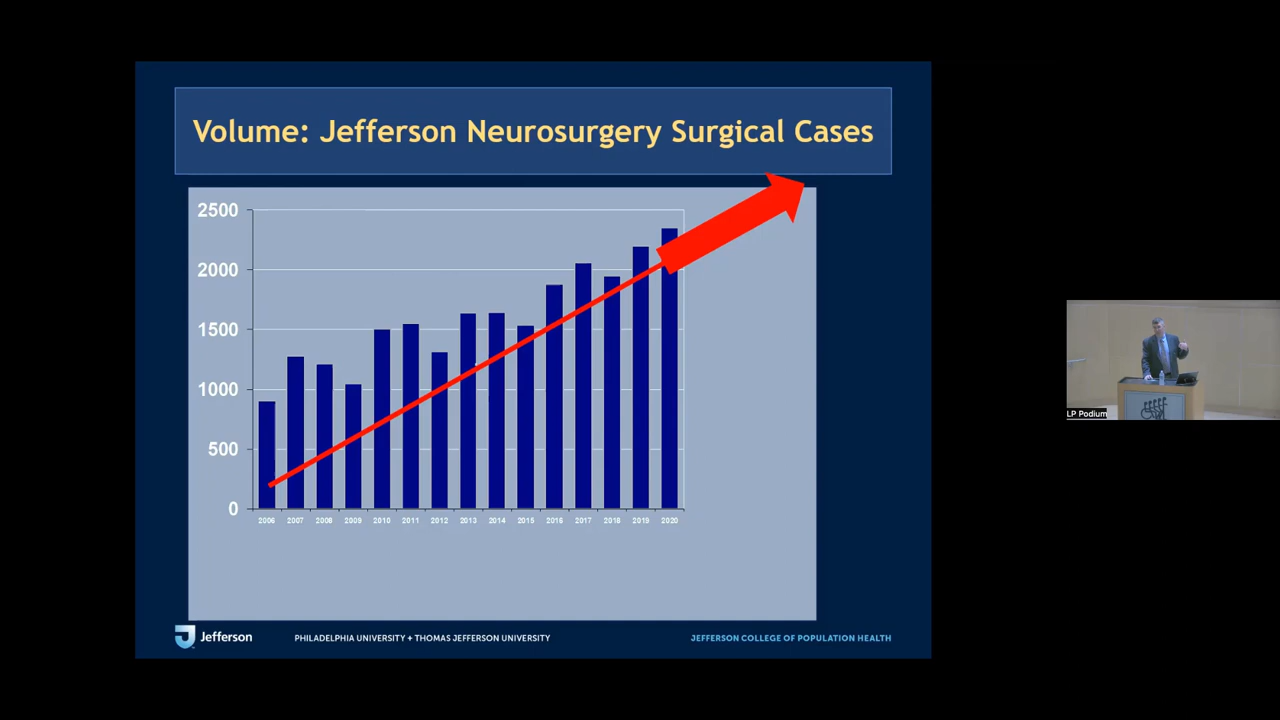 Volume: Jefferson Neurosurgery Surgical Cases
2500
2000
1500
1000
500
0
2006 2007 2008 2009 2010 2011 2012 2013 2014 2015 2016 2017 2018 2019 2020
Jefferson
PHILADELPHIA UNIVERSITY + THOMAS JEFFERSON UNIVERSITY
JEFFERSON COLLEGE OF POPULATION HEALTH
LP Podium